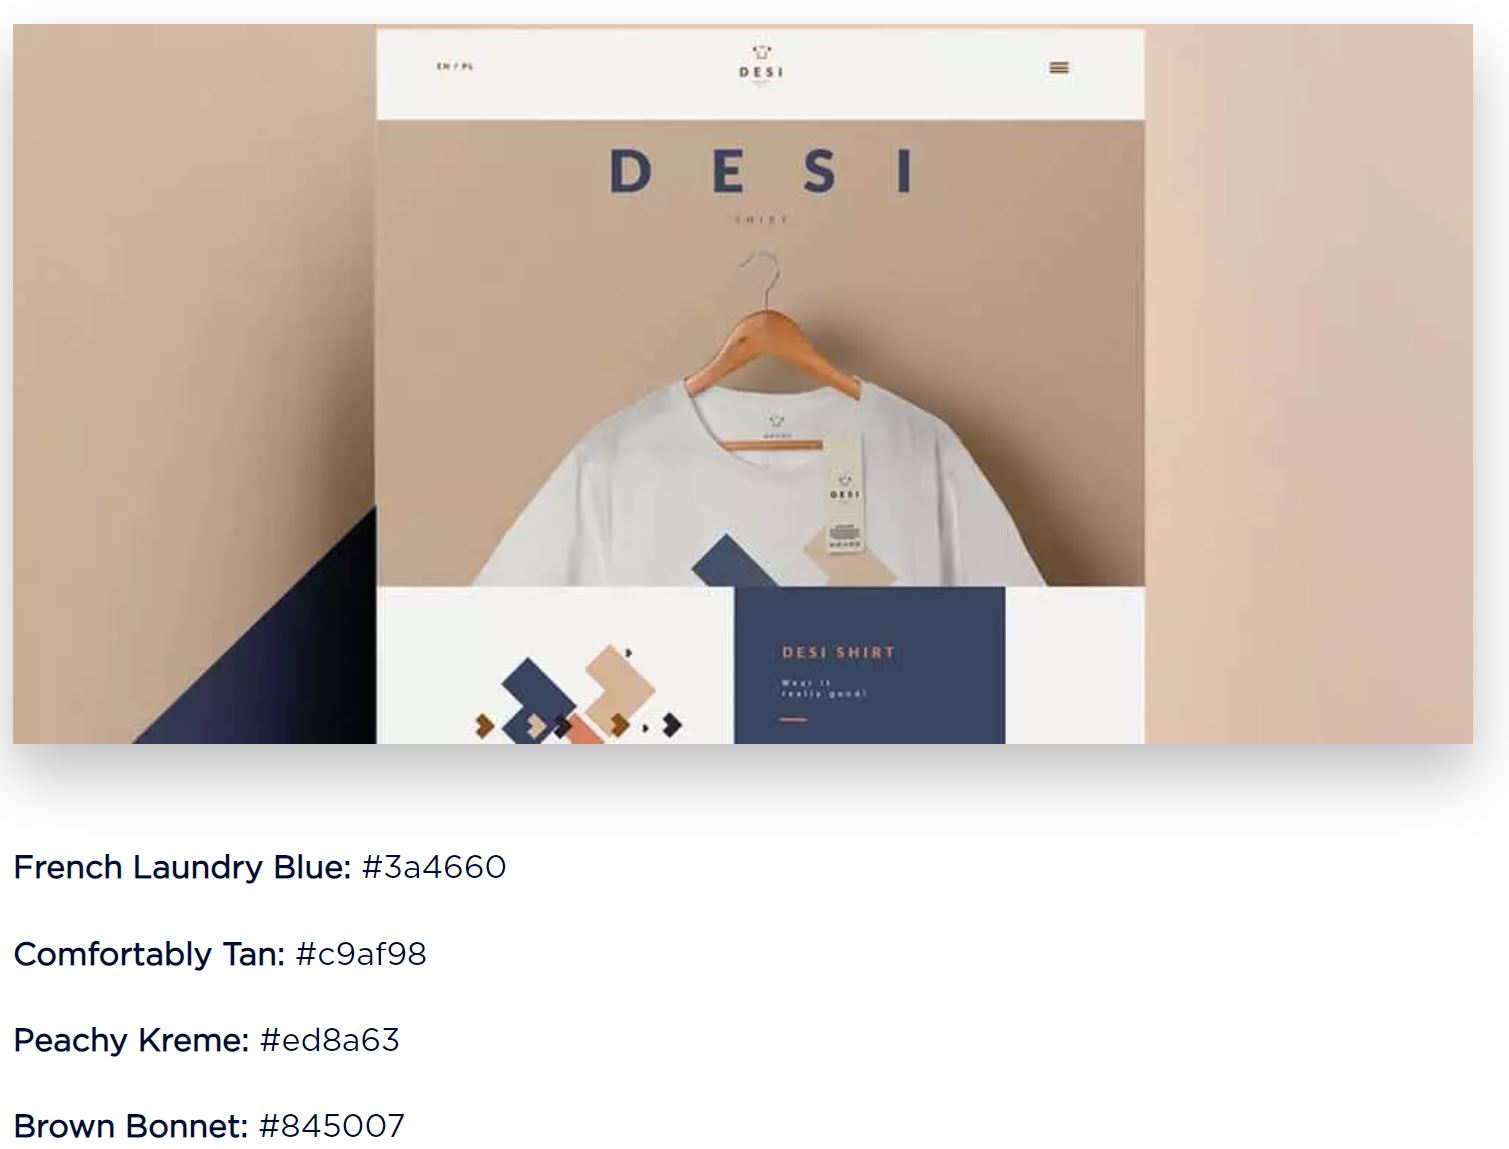 EN / PL
DESI
DESI
SHIRT
DESI
DESI SHIRT
Wear it
really good!
French Laundry Blue: #3a4660
Comfortably Tan: #c9af98
Peachy Kreme: #ed8a63
Brown Bonnet: #845007